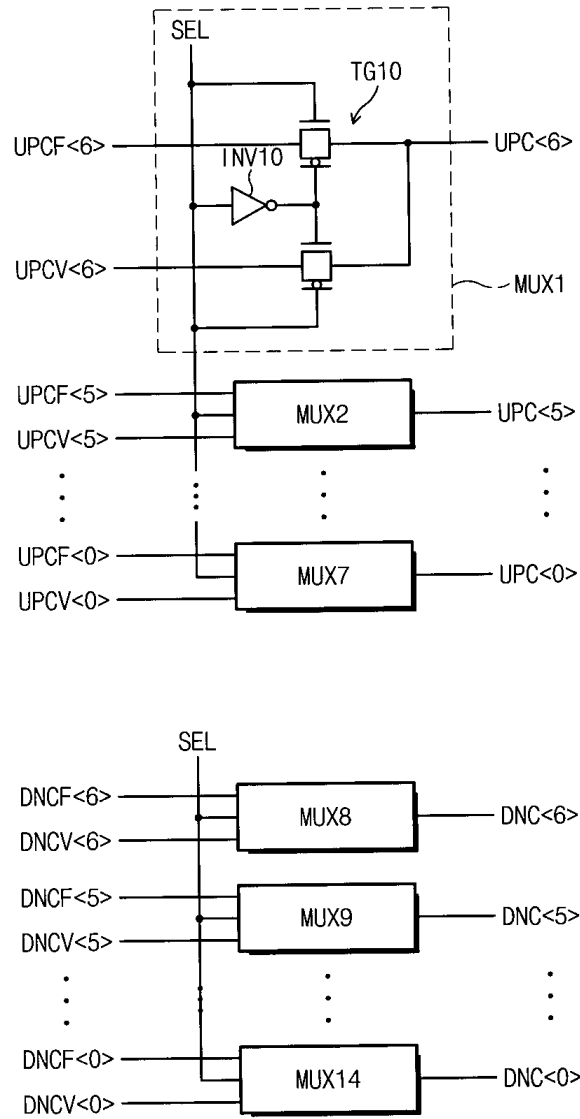 SEL
TG10
UPCF<6>
INV10
UPC<6>
UPCV<6>
MUX1
UPCF<5>
MUX2
UPC<5>
UPCV<5>
UPCF<0>
MUX7
UPC<0>
UPCV<0>
SEL
DNCF<6>
MUX8
DNC<6>
DNCV<6>
DNCF<5>
MUX9
DNC<5>
DNCV<5>
DNCF<0>
MUX14
DNC<0>
DNCV<0>